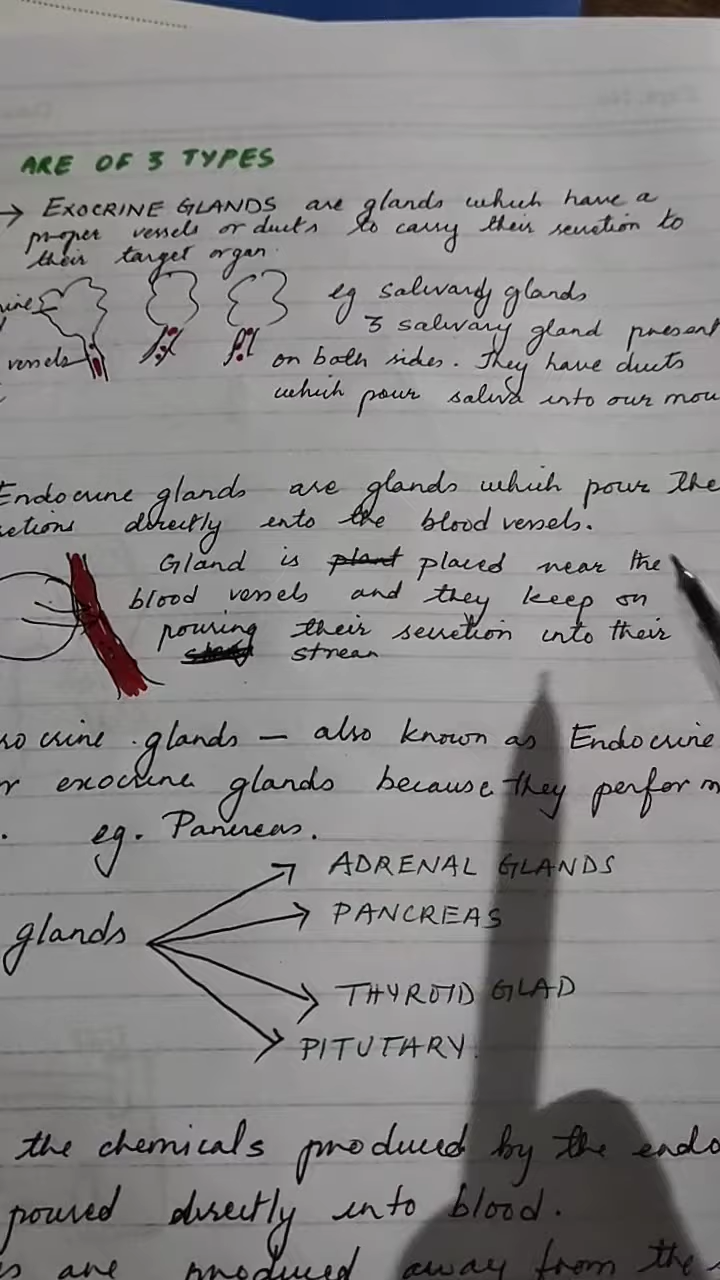 ARE OF 3 TYPES
→ EXOCRINE GLANDS are glands which have a
proper vessels or ducts to carry their secretion to
their target organ.
eg salivary glands
3 salivary gland present
vessels
on both sides. They have ducts
which pour saliva into our mou
Endocrine glands are glands which pour the
directly into the blood vessels.
Gland is placed near the
blood vessels and they keep on
pouring their secretion into their
strean
crine glands — also known as Endocrine
exocrine glands because they perfor
eg. Pancreas.
ADRENAL GLANDS
glands
PANCREAS
THYROID GLAD
PITUTARY.
the chemicals produced by the endo
poured directly into blood.
are produced away from the